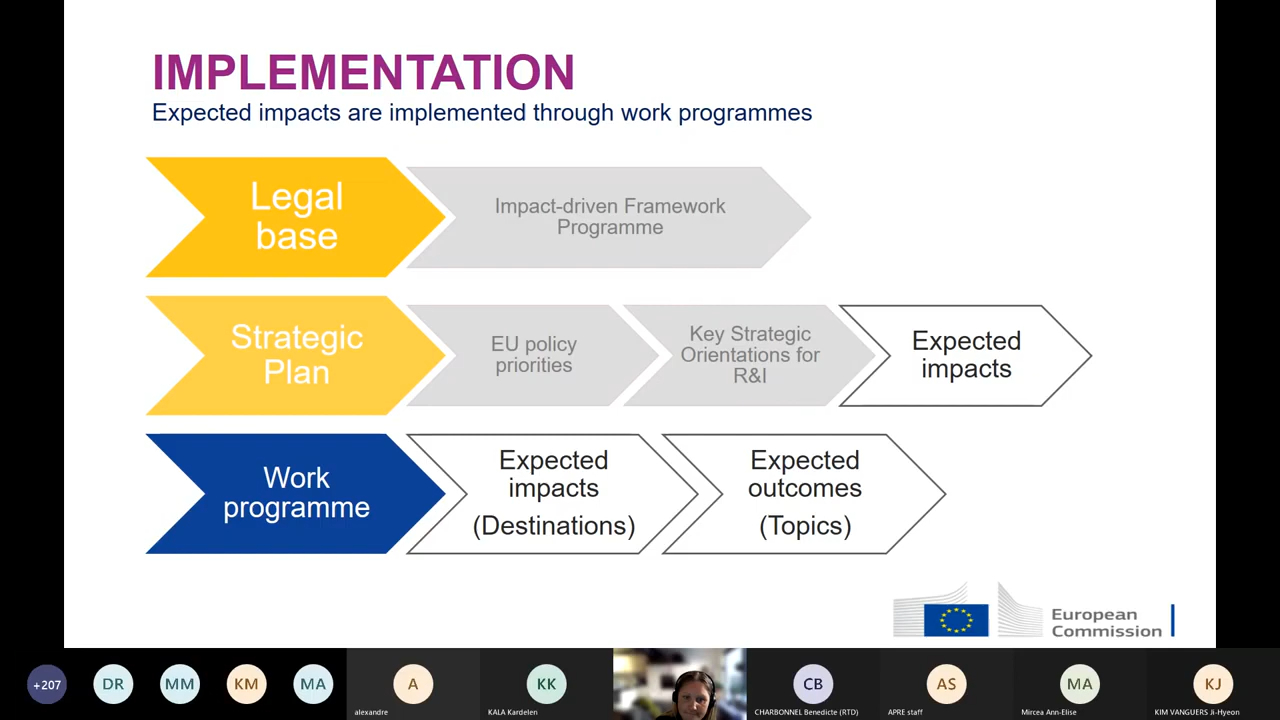 IMPLEMENTATION
Expected impacts are implemented through work programmes
Legal
base
Impact-driven Framework
Programme
Strategic
Plan
EU policy
priorities
Key Strategic
Orientations for
R&I
Expected
impacts
Work
programme
Expected
impacts
(Destinations)
Expected
outcomes
(Topics)
European
Commission
+207
DR
MM
KM
MA
A
alexandre
KK
KALA Kardelen
CB
CHARBONNEL Benedicte (RTD)
AS
APRE staff
MA
Mircea Ann-Elise
KJ
KIM VANGUERS Ji-Hyeon